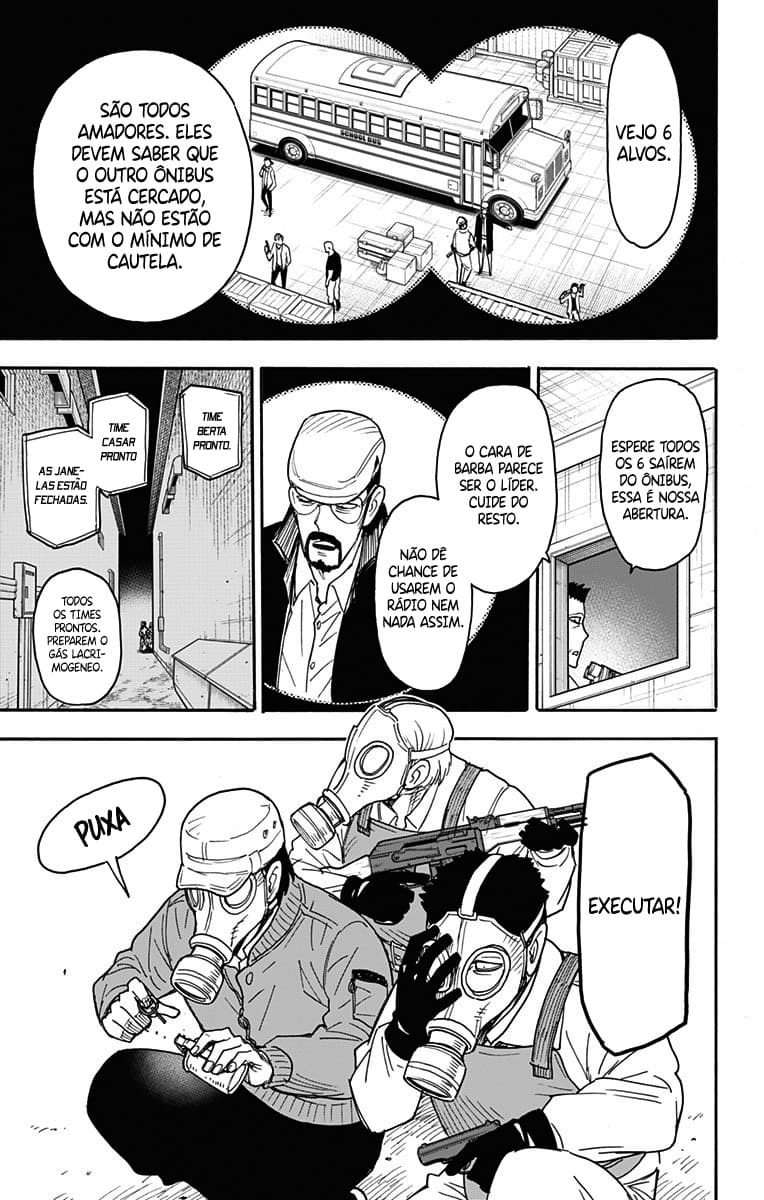 VEJO 6
ALVOS.
SÃO TODOS
AMADORES. ELES
DEVEM SABER QUE
O OUTRO ÔNIBUS
ESTÁ CERCADO,
MAS NÃO ESTÃO
COM O MÍNIMO DE
CAUTELA.
SCHOOL BUS
ESPERE TODOS
OS 6 SAÍREM
DO ÔNIBUS,
ESSA É NOSSA
ABERTURA.
O CARA DE
BARBA PARECE
SER O LÍDER.
CUIDE DO
RESTO.
NÃO DÊ
CHANCE DE
USAREM O
RÁDIO NEM
NADA ASSIM.
TIME
BERTA
PRONTO.
TIME
CASAR
PRONTO
AS JANE-
LAS ESTÃO
FECHADAS.
TODOS
OS TIMES
PRONTOS.
PREPAREM O
GÁS LACRI-
MOGENEO.
EXECUTAR!
PUXA